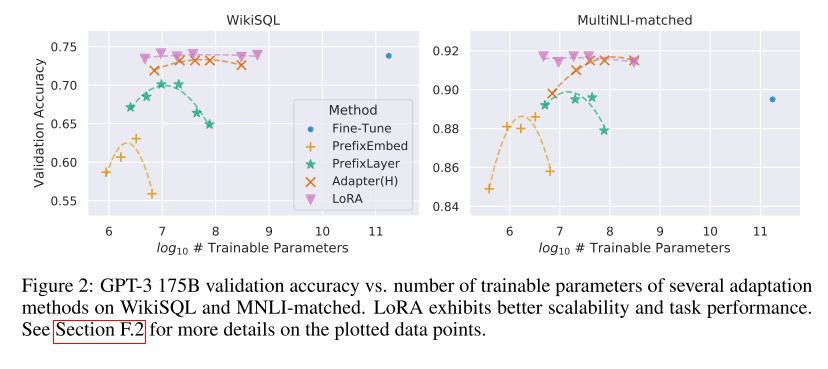 WikiSQL
MultiNLI-matched
Validation Accuracy
0.75
0.70
0.65
0.60
0.55
6 7 8 9 10 11
log10 # Trainable Parameters
Method
Fine-Tune
PrefixEmbed
PrefixLayer
Adapter(H)
LoRA
0.92
0.90
0.88
0.86
0.84
6 7 8 9 10 11
log10 # Trainable Parameters
Figure 2: GPT-3 175B validation accuracy vs. number of trainable parameters of several adaptation
methods on WikiSQL and MNLI-matched. LoRA exhibits better scalability and task performance.
See Section F.2 for more details on the plotted data points.